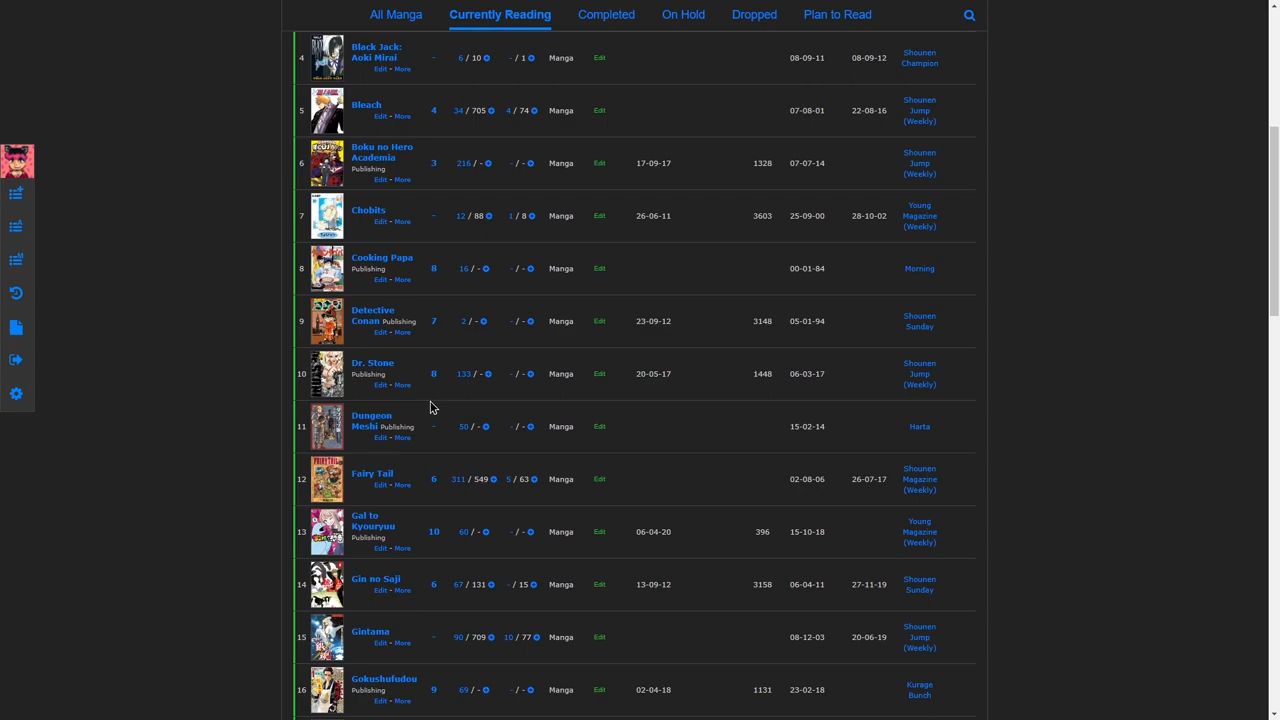 All Manga Currently Reading Completed On Hold Dropped Plan to Read
4 Black Jack: Aoki Mirai Edit - More - 6 / 10 - / 1 Manga Edit 08-09-11 08-09-12 Shounen Champion
5 Bleach Edit - More 4 34 / 705 4 / 74 Manga Edit 07-08-01 22-08-16 Shounen Jump (Weekly)
6 Boku no Hero Academia Publishing Edit - More 3 216 / - - / - Manga Edit 17-09-17 1328 07-07-14 Shounen Jump (Weekly)
7 Chobits Edit - More - 12 / 88 1 / 8 Manga Edit 26-06-11 3603 25-09-00 28-10-02 Young Magazine (Weekly)
8 Cooking Papa Publishing Edit - More 8 16 / - - / - Manga Edit 00-01-84 Morning
9 Detective Conan Publishing Edit - More 7 2 / - - / - Manga Edit 23-09-12 3148 05-01-94 Shounen Sunday
10 Dr. Stone Publishing Edit - More 8 133 / - - / - Manga Edit 20-05-17 1448 06-03-17 Shounen Jump (Weekly)
11 Dungeon Meshi Publishing Edit - More - 50 / - - / - Manga Edit 15-02-14 Harta
12 Fairy Tail Edit - More 6 311 / 549 5 / 63 Manga Edit 02-08-06 26-07-17 Shounen Magazine (Weekly)
13 Gal to Kyouryuu Publishing Edit - More 10 60 / - - / - Manga Edit 06-04-20 396 15-10-18 Young Magazine (Weekly)
14 Gin no Saji Edit - More 6 67 / 131 - / 15 Manga Edit 13-09-12 3158 06-04-11 27-11-19 Shounen Sunday
15 Gintama Edit - More - 90 / 709 10 / 77 Manga Edit 08-12-03 20-06-19 Shounen Jump (Weekly)
16 Gokushufudou Publishing Edit - More 9 69 / - - / - Manga Edit 02-04-18 1131 23-02-18 Kurage Bunch